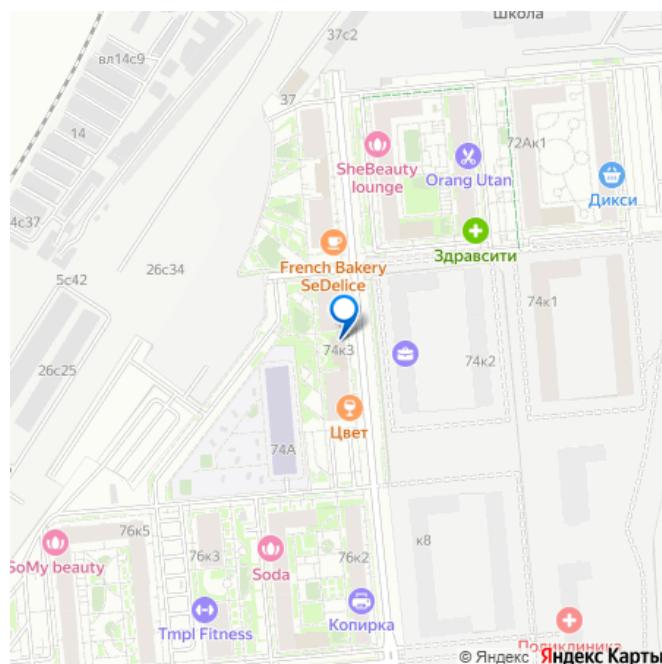 школа
37с2
вл14с9
37
14
SheBeauty
lounge
Orang Utan
72Ак1
Дикси
4с37
Здравсити
5с42
26с34
French Bakery
SeDelice
74к1
74к3
74к2
26с25
Цвет
74А
76к5
76к3
76к2
к8
SoMy beauty
Soda
Tmpl Fitness
Копирка
Поликлиника
© Яндекс Яндекс Карты